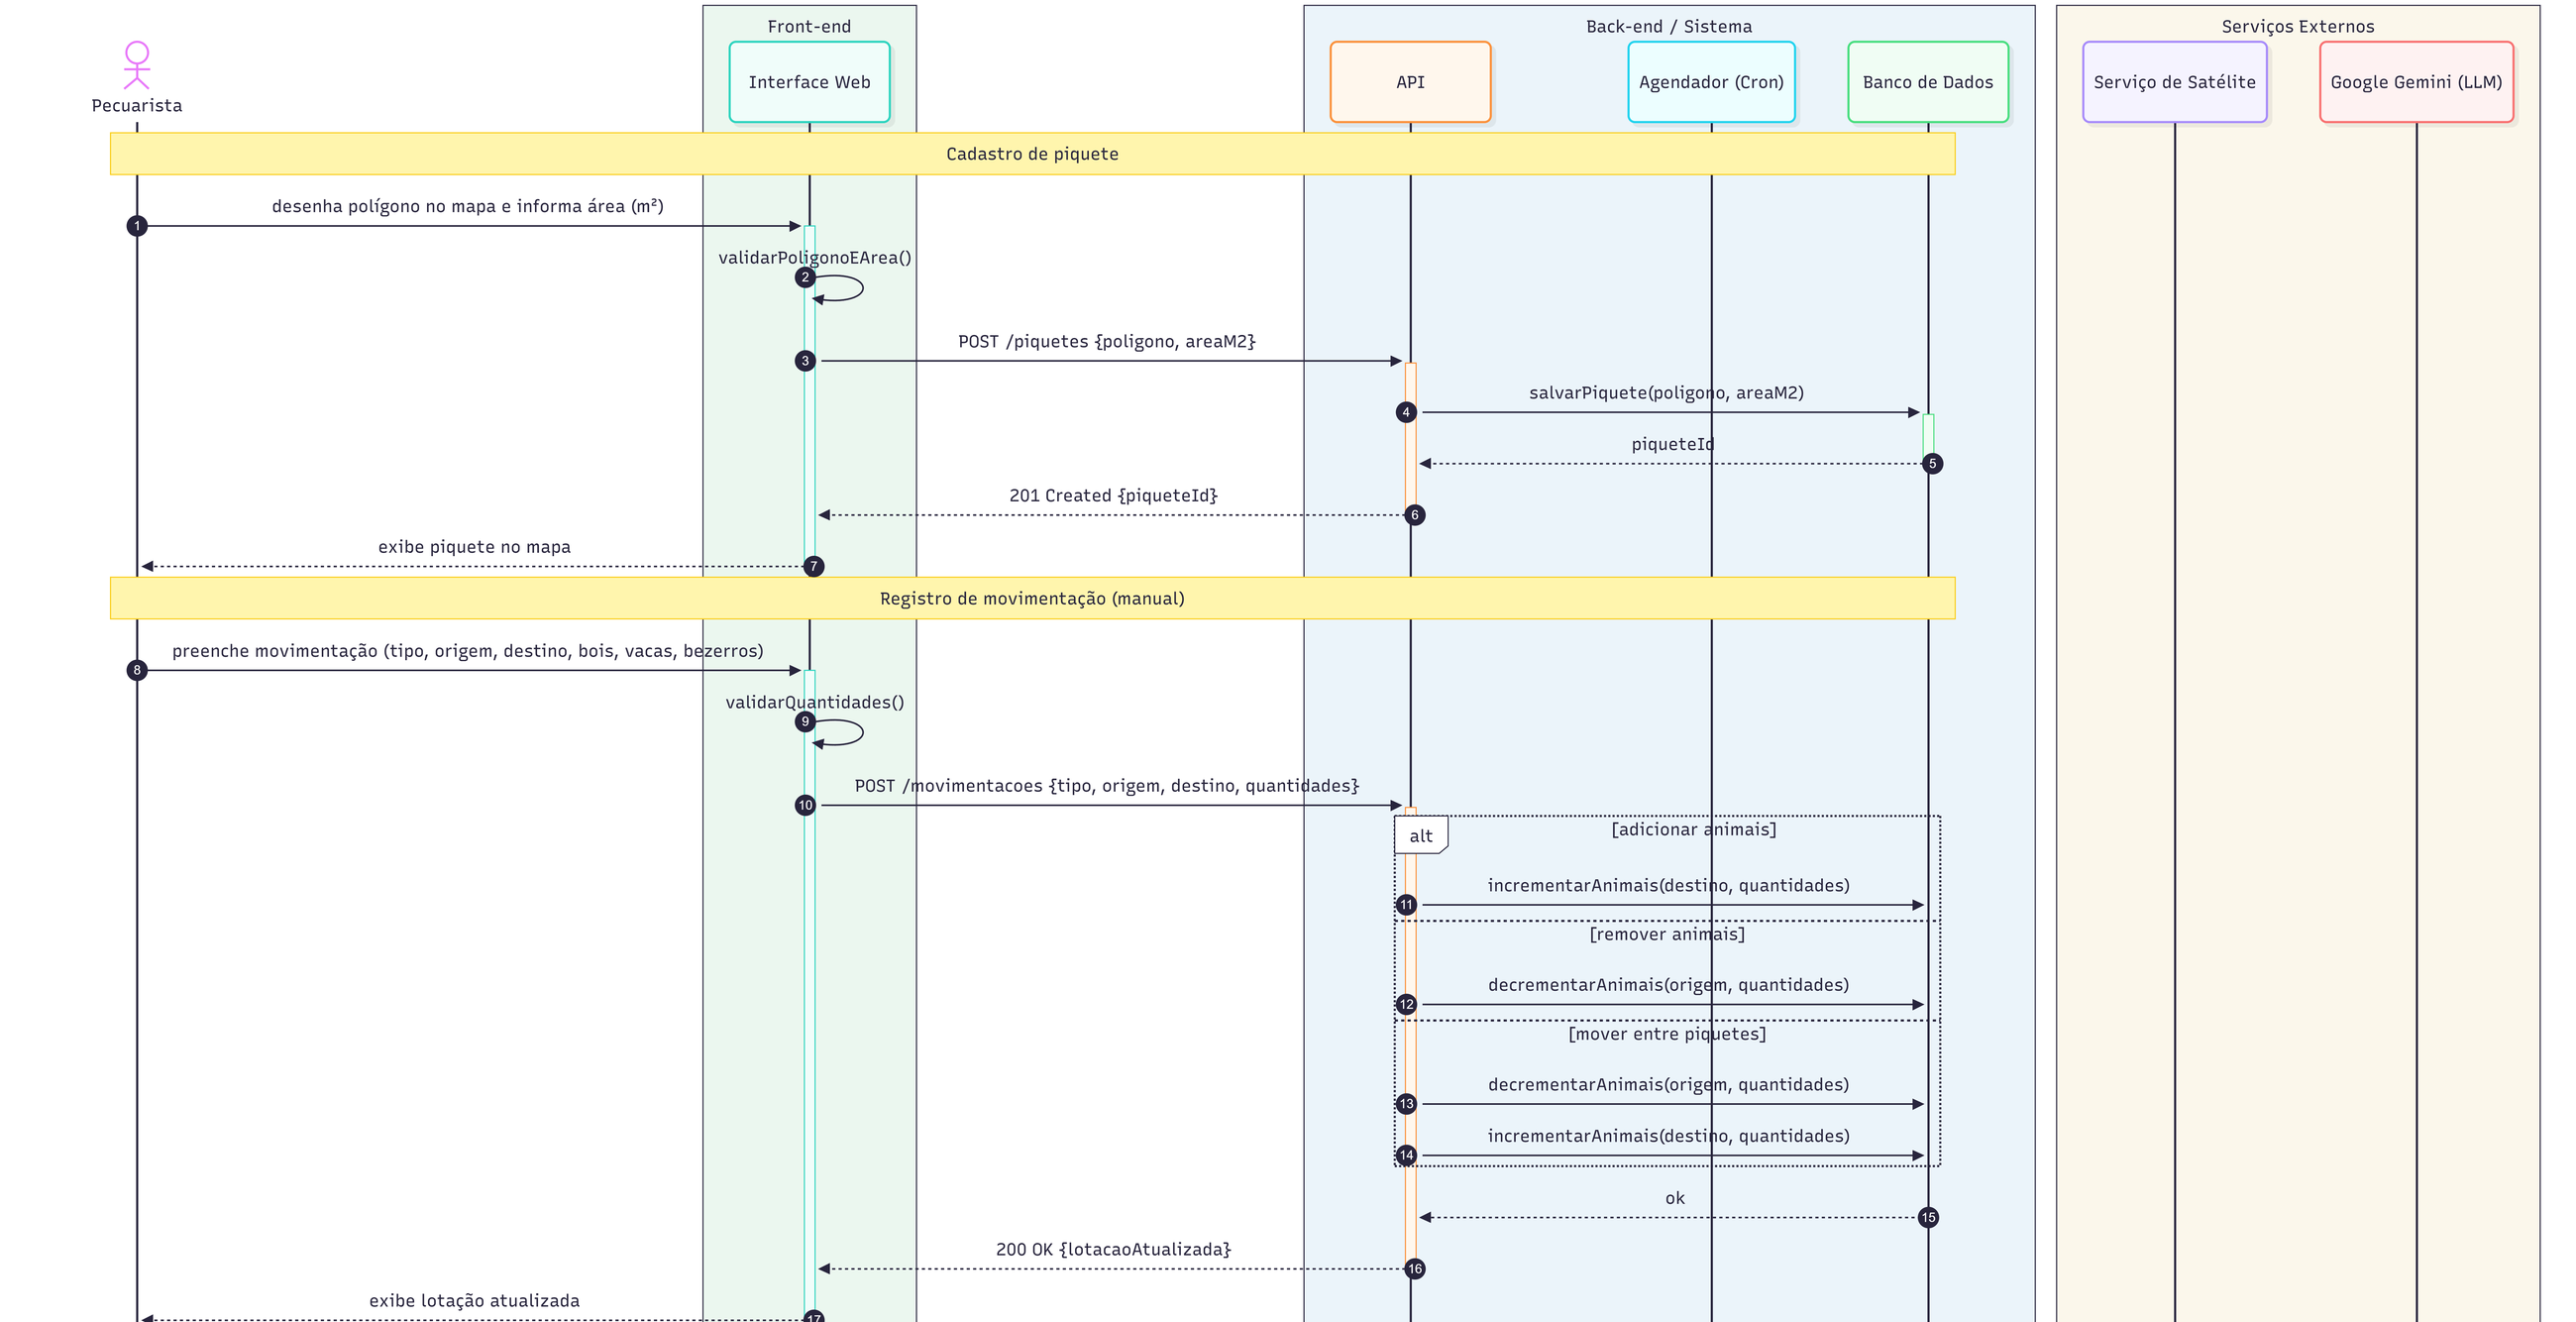 Front-end
Back-end / Sistema
Serviços Externos
Pecuarista
Interface Web
API
Agendador (Cron)
Banco de Dados
Serviço de Satélite
Google Gemini (LLM)
Cadastro de piquete
desenha polígono no mapa e informa área (m²)
1
validarPoligonoEArea()
2
POST /piquetes {poligono, areaM2}
3
salvarPiquete(poligono, areaM2)
4
piqueteId
5
201 Created {piqueteId}
6
exibe piquete no mapa
7
Registro de movimentação (manual)
preenche movimentação (tipo, origem, destino, bois, vacas, bezerros)
8
validarQuantidades()
9
POST /movimentacoes {tipo, origem, destino, quantidades}
10
alt
[adicionar animais]
incrementarAnimais(destino, quantidades)
11
[remover animais]
decrementarAnimais(origem, quantidades)
12
[mover entre piquetes]
decrementarAnimais(origem, quantidades)
13
incrementarAnimais(destino, quantidades)
14
ok
15
200 OK {lotacaoAtualizada}
16
exibe lotação atualizada
17